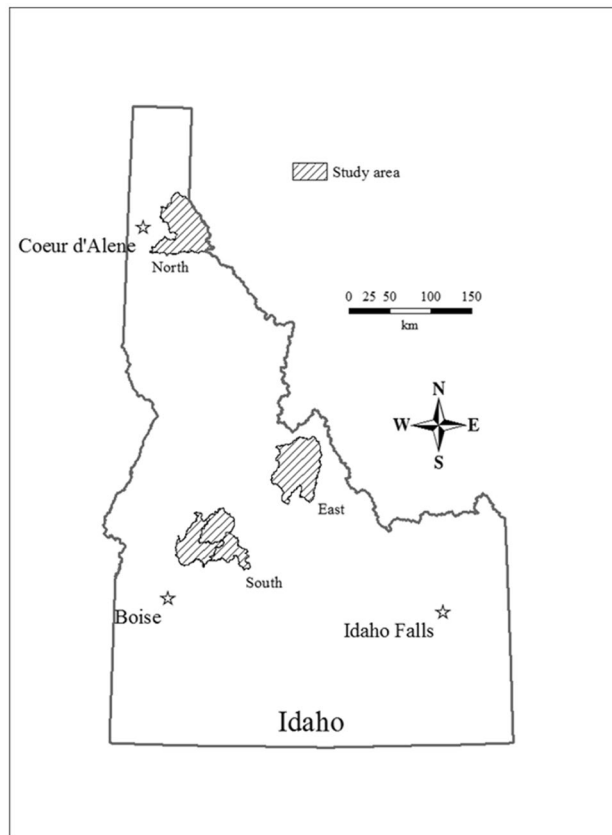 Study area
Coeur d'Alene
North
0 25 50 100 150
km
N
W E
S
East
South
Boise
Idaho Falls
Idaho